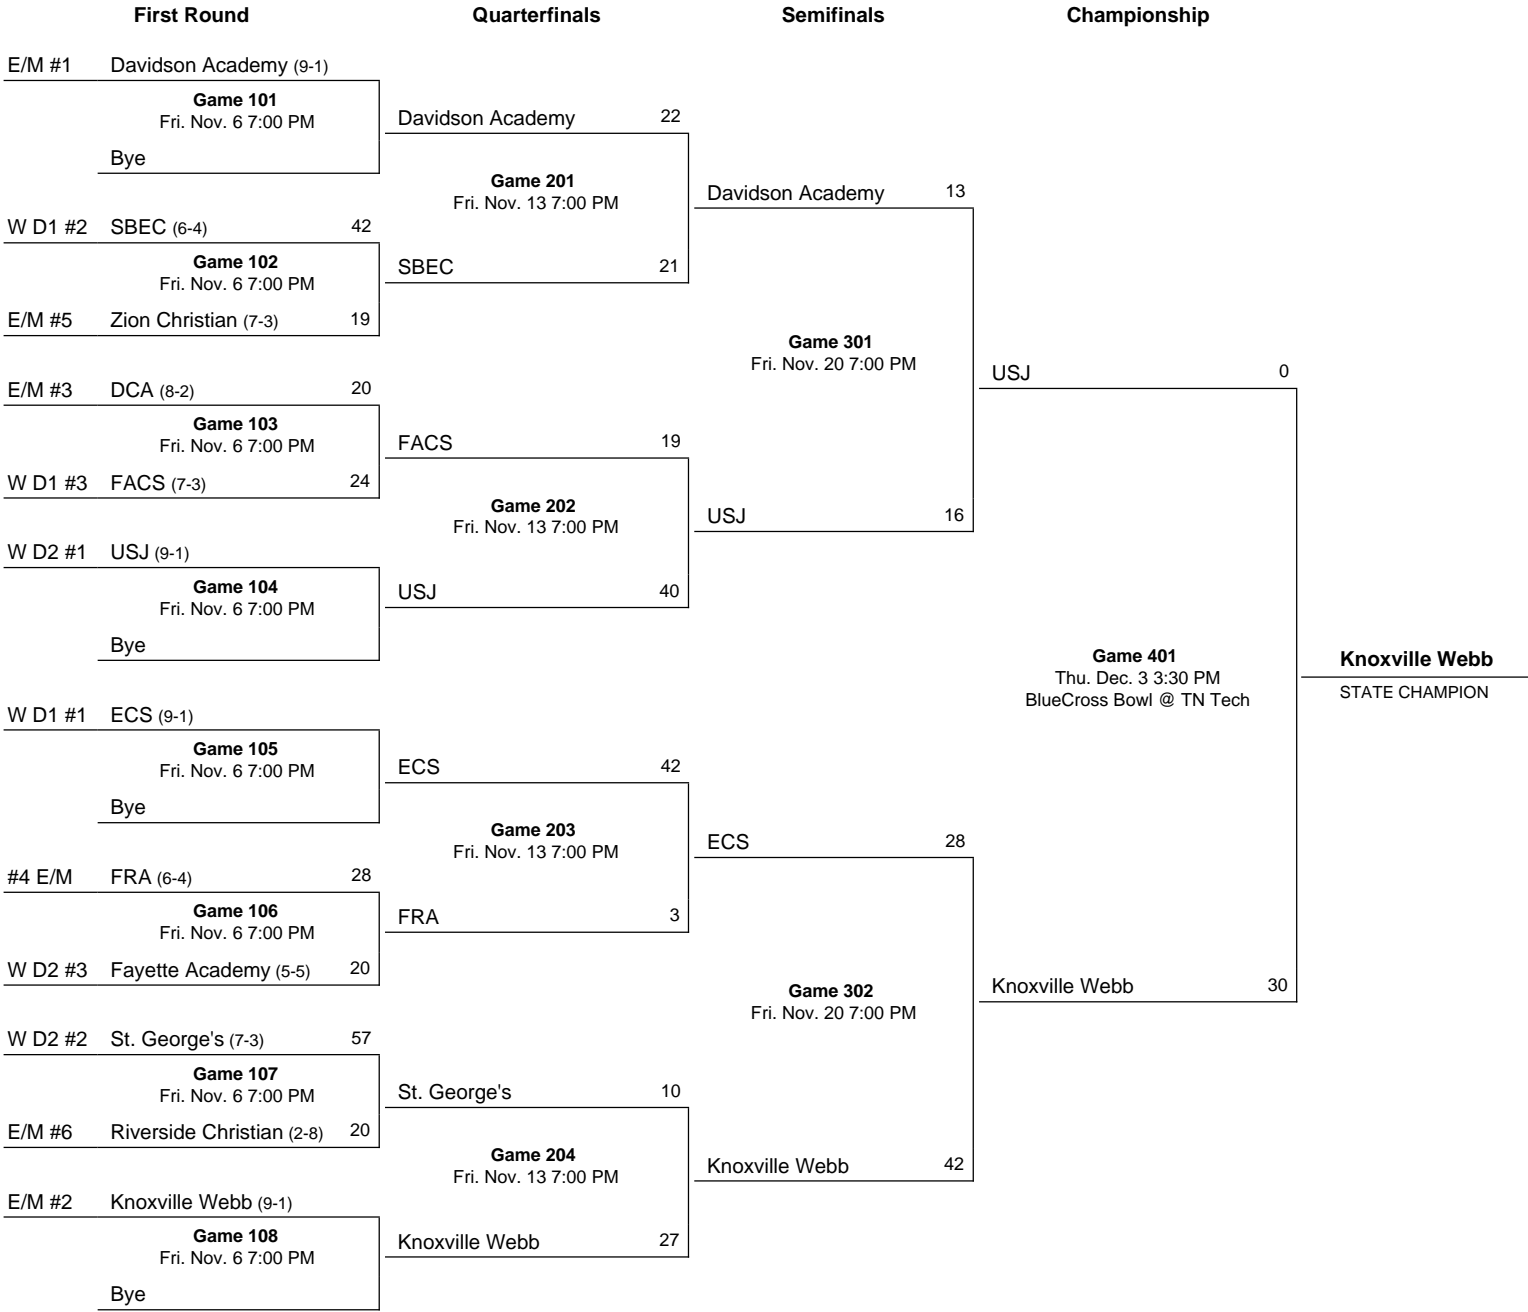 First Round Quarterfinals Semifinals Championship
E/M #1 Davidson Academy (9-1)
Game 101
Fri. Nov. 6 7:00 PM
Bye
W D1 #2 SBEC (6-4) 42
Game 102
Fri. Nov. 6 7:00 PM
E/M #5 Zion Christian (7-3) 19
E/M #3 DCA (8-2) 20
Game 103
Fri. Nov. 6 7:00 PM
W D1 #3 FACS (7-3) 24
W D2 #1 USJ (9-1)
Game 104
Fri. Nov. 6 7:00 PM
Bye
W D1 #1 ECS (9-1)
Game 105
Fri. Nov. 6 7:00 PM
Bye
#4 E/M FRA (6-4) 28
Game 106
Fri. Nov. 6 7:00 PM
W D2 #3 Fayette Academy (5-5) 20
W D2 #2 St. George's (7-3) 57
Game 107
Fri. Nov. 6 7:00 PM
E/M #6 Riverside Christian (2-8) 20
E/M #2 Knoxville Webb (9-1)
Game 108
Fri. Nov. 6 7:00 PM
Bye
Davidson Academy 22
Game 201
Fri. Nov. 13 7:00 PM
SBEC 21
FACS 19
Game 202
Fri. Nov. 13 7:00 PM
USJ 40
ECS 42
Game 203
Fri. Nov. 13 7:00 PM
FRA 3
St. George's 10
Game 204
Fri. Nov. 13 7:00 PM
Knoxville Webb 27
Davidson Academy 13
Game 301
Fri. Nov. 20 7:00 PM
USJ 16
ECS 28
Game 302
Fri. Nov. 20 7:00 PM
Knoxville Webb 42
USJ 0
Game 401
Thu. Dec. 3 3:30 PM
BlueCross Bowl @ TN Tech
Knoxville Webb 30
Knoxville Webb
STATE CHAMPION